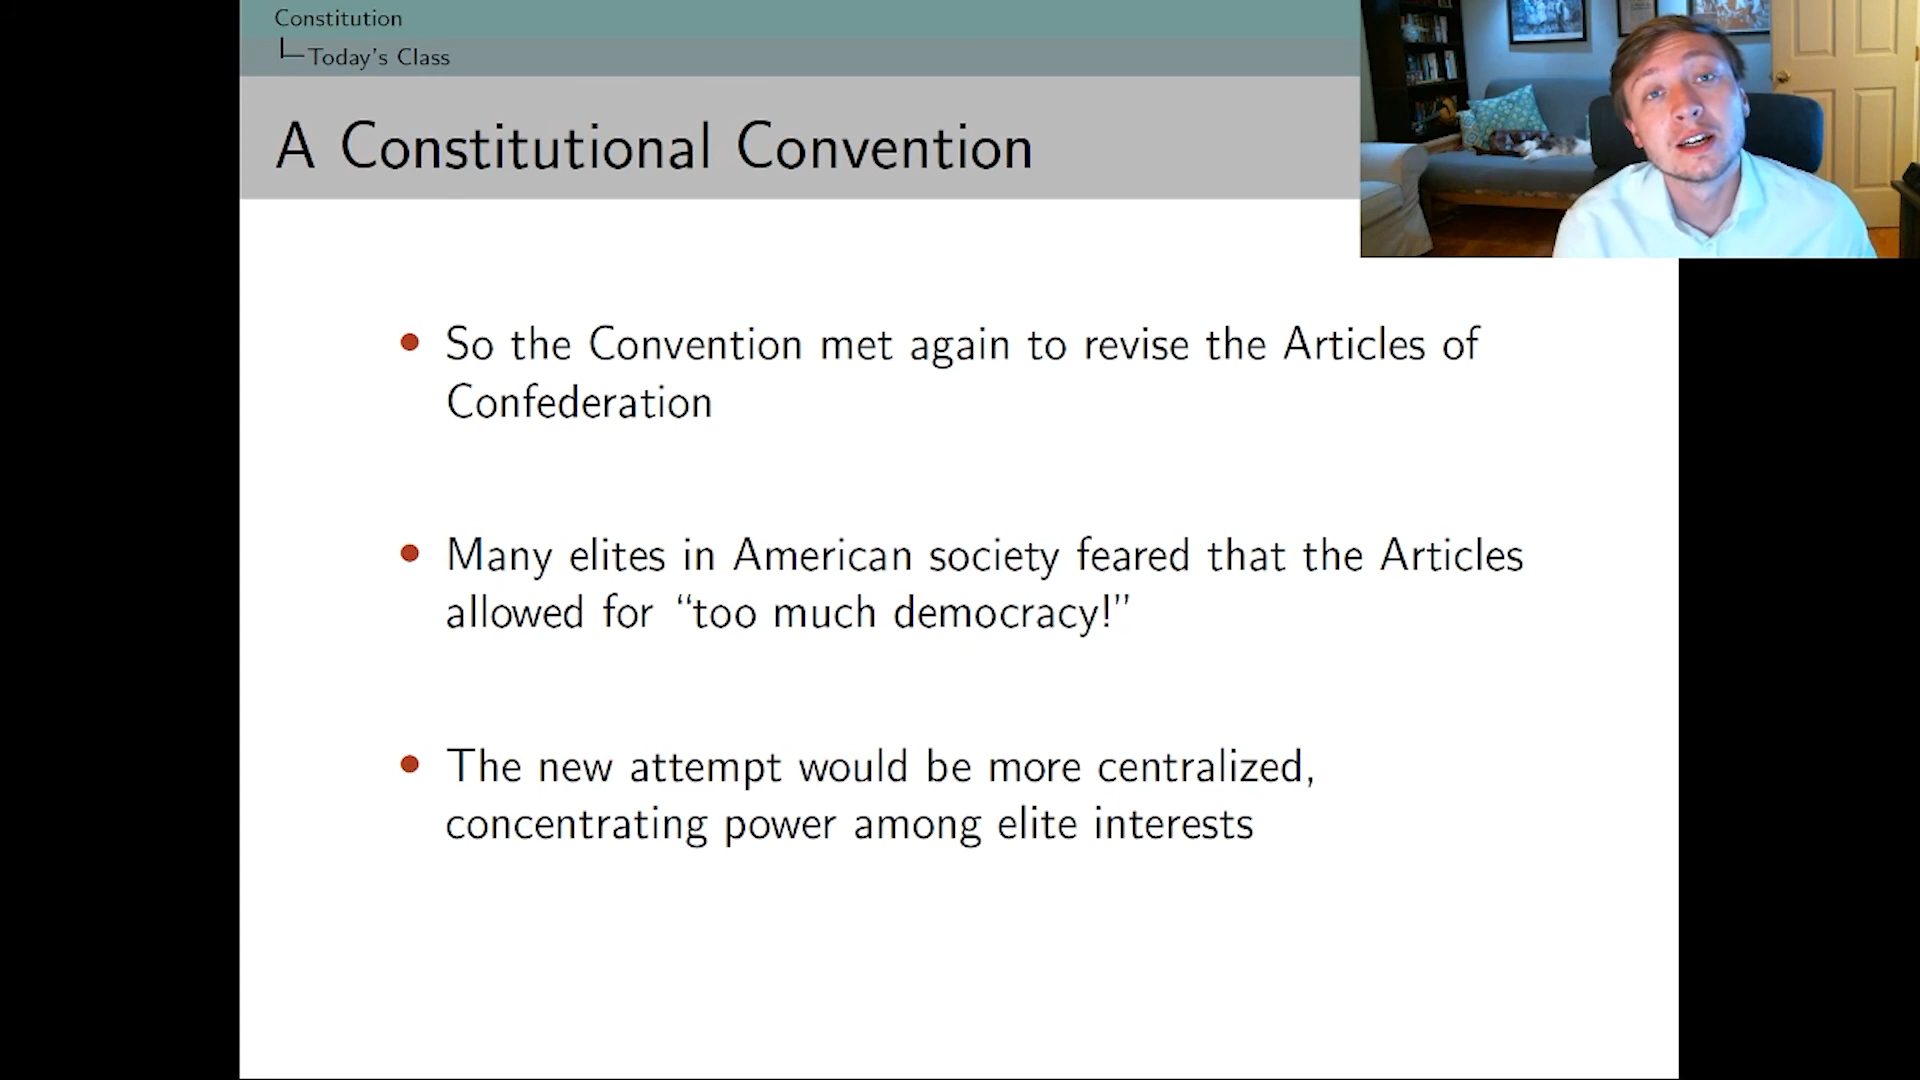 Constitution
Today's Class
A Constitutional Convention
So the Convention met again to revise the Articles of
Confederation
Many elites in American society feared that the Articles
allowed for “too much democracy!”
The new attempt would be more centralized,
concentrating power among elite interests